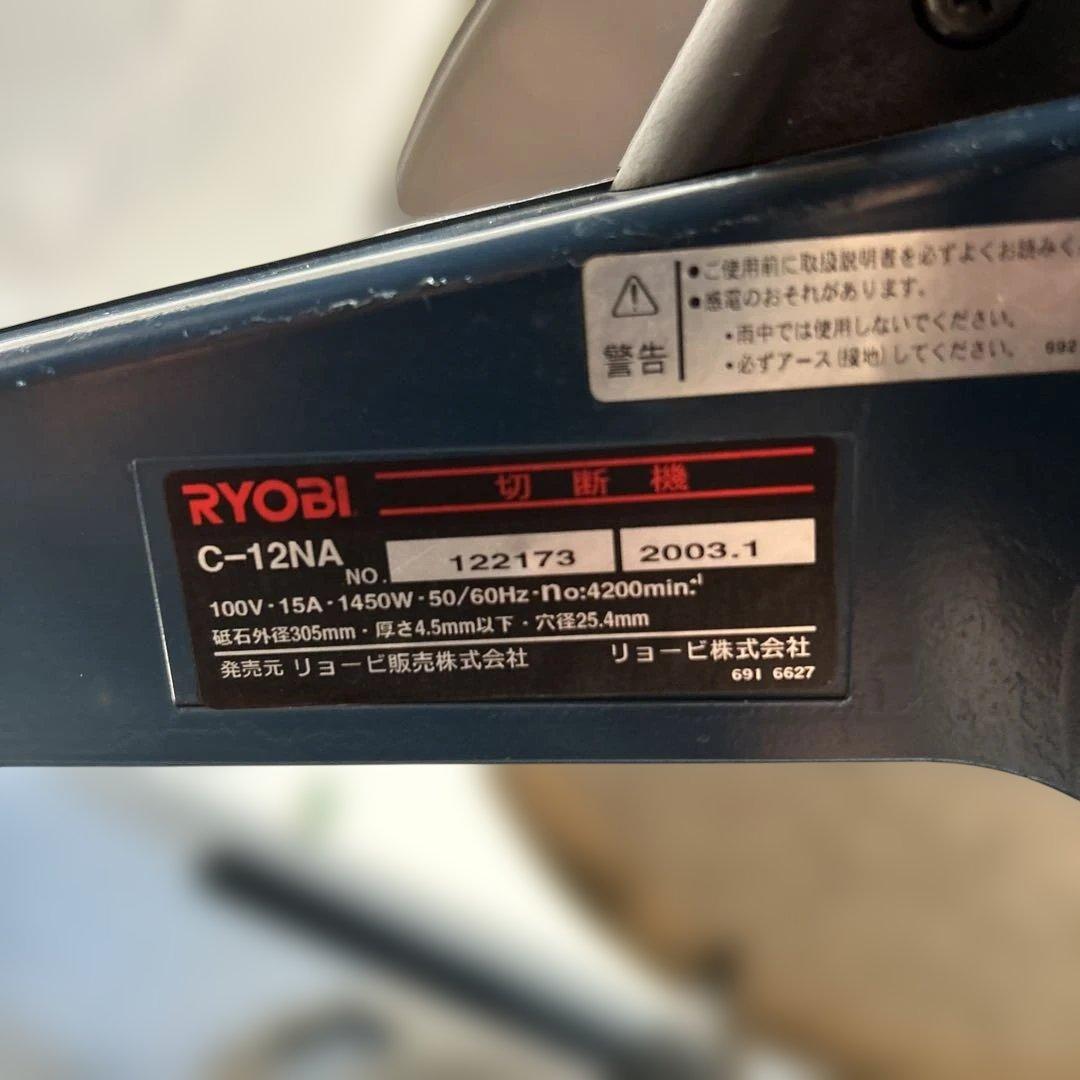 ●ご使用前に取扱説明書を必ずよくお読みく
●感電のおそれがあります。
•雨中では使用しないでください。
•必ずアース(接地)してください。
692
警告
RYOBI 切断機
C-12NA NO. 122173 2003.1
100V・15A・1450W・50/60Hz・no:4200min.-1
砥石外径305mm・厚さ4.5mm以下・穴径25.4mm
発売元 リョービ販売株式会社 リョービ株式会社
691 6627